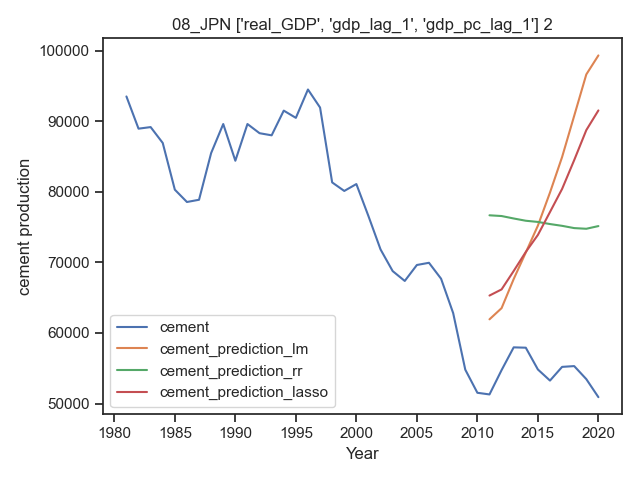 08_JPN ['real_GDP', 'gdp_lag_1', 'gdp_pc_lag_1'] 2
100000
90000
80000
70000
60000
50000
cement production
cement
cement_prediction_lm
cement_prediction_rr
cement_prediction_lasso
1980 1985 1990 1995 2000 2005 2010 2015 2020
Year